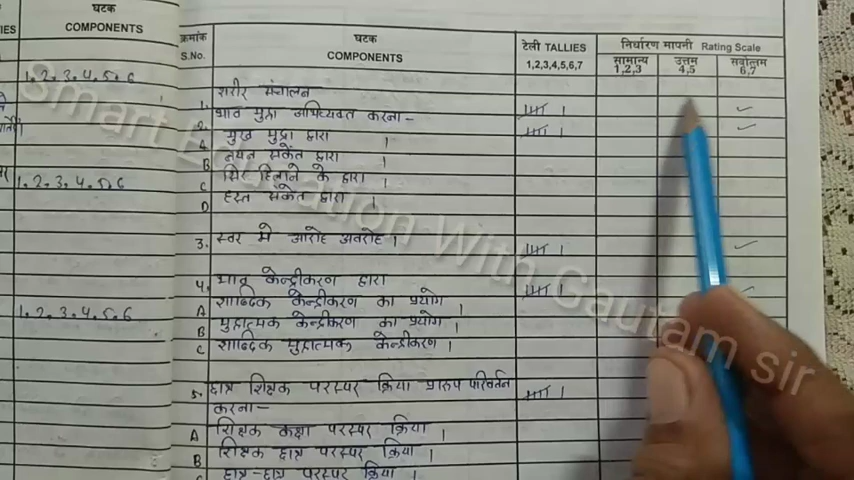 IES
घटक
COMPONENTS
1. 2. 3. 4. 5. 6
1. 2. 3. 4. 5. 6
1. 2. 3. 4. 5. 6
क्रमांक
S.No.
घटक
COMPONENTS
टेली TALLIES
1,2,3,4,5,6,7
निर्धारण मापनी Rating Scale
सामान्य
1,2,3
उत्तम
4,5
सर्वोत्तम
6,7
1. शरीर संचालन
2. भाव मुद्रा अभिव्यक्त करना-
A मुख मुद्रा द्वारा ।
B नयन संकेत द्वारा ।
C सिर हिलाने के द्वारा ।
D हस्त संकेत द्वारा ।
3. स्वर मे आरोह अवरोह ।
4. भाव केन्द्रीकरण द्वारा
A शाब्दिक केन्द्रीकरण का प्रयोग ।
B मुद्रात्मक केन्द्रीकरण का प्रयोग ।
C शाब्दिक मुद्रात्मक केन्द्रीकरण ।
5. छात्र शिक्षक परस्पर क्रिया प्रारुप परिवर्तन
करना-
A शिक्षक कक्षा परस्पर क्रिया ।
B शिक्षक छात्र परस्पर क्रिया ।
C छात्र-छात्र परस्पर क्रिया ।
Smart Education With Gautam sir